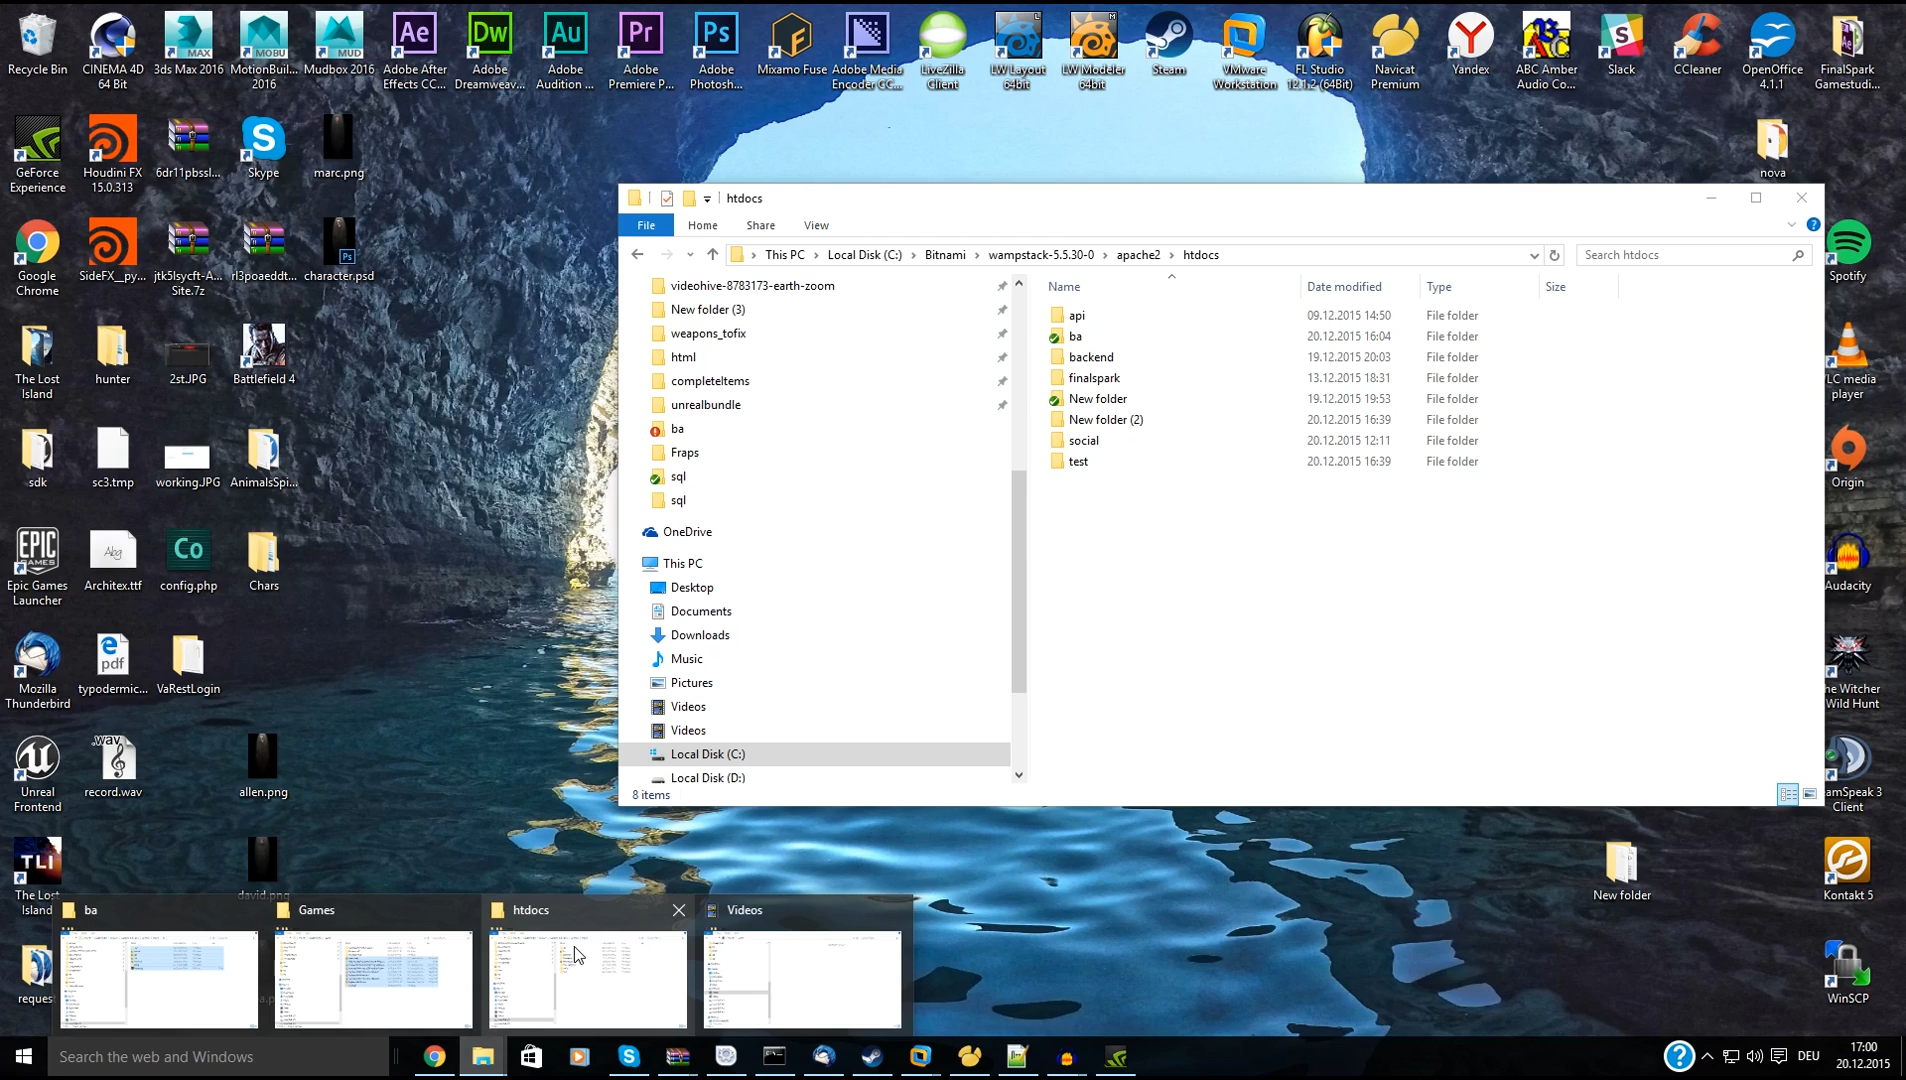 Recycle Bin
CINEMA 4D
64 Bit
3ds Max 2016
MotionBuil...
2016
Mudbox 2016
Adobe After
Effects CC...
Adobe
Dreamweav...
Adobe
Audition ...
Adobe
Premiere P...
Adobe
Photosh...
Mixamo Fuse
Adobe Media
Encoder CC...
LiveZilla
Client
LW Layout
64bit
LW Modeler
64bit
Steam
VMware
Workstation
FL Studio
12.1.2 (64Bit)
Navicat
Premium
Yandex
ABC Amber
Audio Co...
Slack
CCleaner
OpenOffice
4.1.1
FinalSpark
Gamestudi...
GeForce
Experience
Houdini FX
15.0.313
6dr11pbssl...
Skype
marc.png
nova
Google
Chrome
SideFX__py...
jtk5lsycft-A...
Site.7z
rl3poaeddt...
character.psd
Spotify
The Lost
Island
hunter
2st.JPG
Battlefield 4
LC media
player
sdk
sc3.tmp
working.JPG
AnimalsSpi...
Origin
Epic Games
Launcher
Architex.ttf
config.php
Chars
Audacity
Mozilla
Thunderbird
typodermic...
VaRestLogin
he Witcher
Wild Hunt
Unreal
Frontend
.wav
record.wav
allen.png
eamSpeak 3
Client
TLI
The Lost
Island
david.png
New folder
Kontakt 5
reques
WinSCP
htdocs
File
Home
Share
View
This PC
Local Disk (C:)
Bitnami
wampstack-5.5.30-0
apache2
htdocs
Search htdocs
videohive-8783173-earth-zoom
New folder (3)
weapons_tofix
html
completeItems
unrealbundle
ba
Fraps
sql
sql
OneDrive
This PC
Desktop
Documents
Downloads
Music
Pictures
Videos
Videos
Local Disk (C:)
Local Disk (D:)
8 items
Name Date modified Type Size
api 09.12.2015 14:50 File folder
ba 20.12.2015 16:04 File folder
backend 19.12.2015 20:03 File folder
finalspark 13.12.2015 18:31 File folder
New folder 19.12.2015 19:53 File folder
New folder (2) 20.12.2015 16:39 File folder
social 20.12.2015 12:11 File folder
test 20.12.2015 16:39 File folder
ba
Games
htdocs
Videos
Search the web and Windows
DEU
17:00
20.12.2015